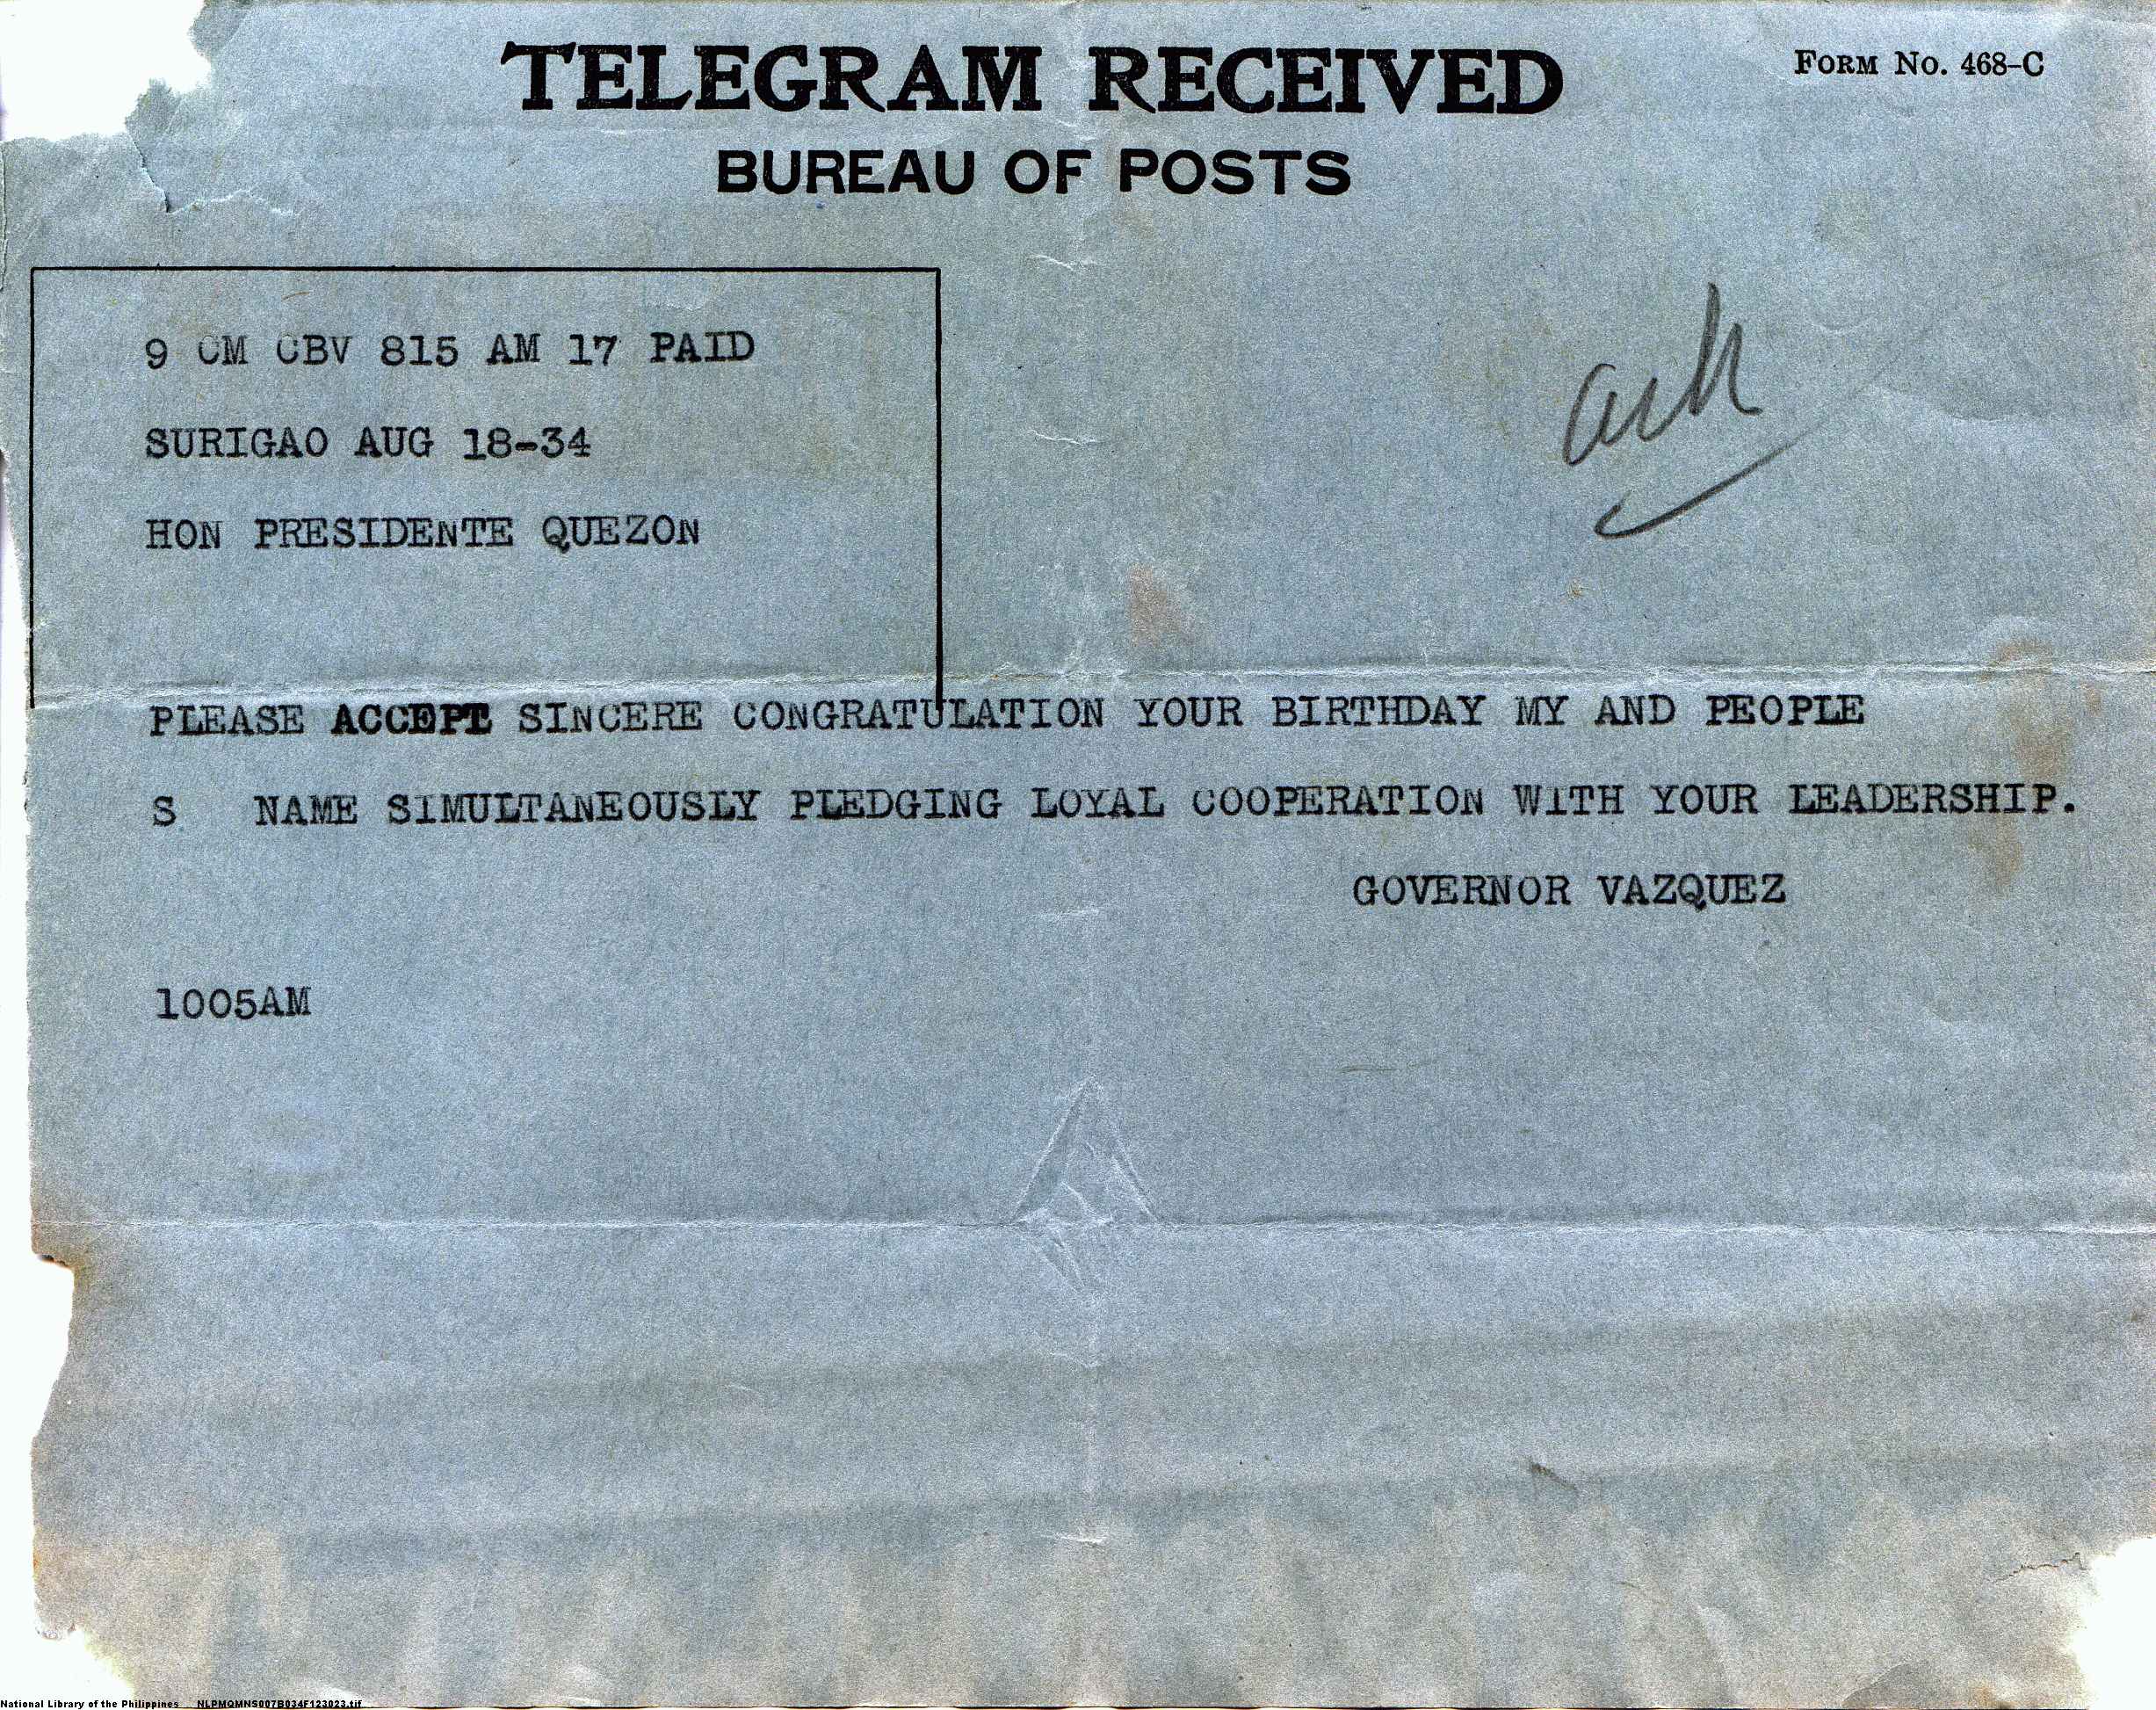 TELEGRAM RECEIVED
FORM No. 468-C
BUREAU OF POSTS
9 CM CBV 815 AM 17 PAID
SURIGAO AUG 18-34
HON PRESIDENTE QUEZON
PLEASE ACCEPT SINCERE CONGRATULATION YOUR BIRTHDAY MY AND PEOPLE
S NAME SIMULTANEOUSLY PLEDGING LOYAL COOPERATION WITH YOUR LEADERSHIP.
GOVERNOR VAZQUEZ
1005AM
National Library of the Philippines NLPMQMNS007B034F123023.tif